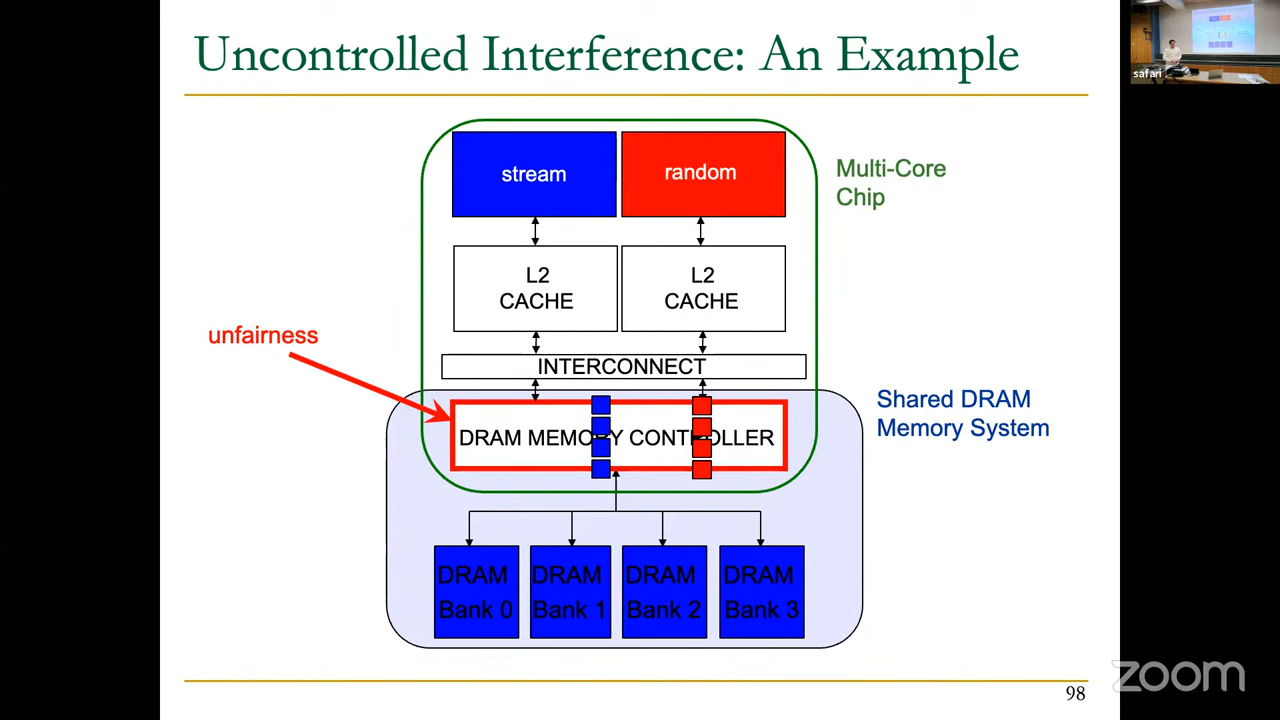 Uncontrolled Interference: An Example
safari
stream
random
Multi-Core
Chip
L2
CACHE
L2
CACHE
unfairness
INTERCONNECT
Shared DRAM
Memory System
DRAM MEMORY CONTROLLER
DRAM
Bank 0
DRAM
Bank 1
DRAM
Bank 2
DRAM
Bank 3
98
zoom